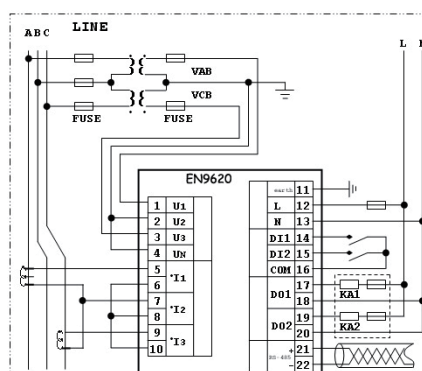 LINE
A B C
L
VAB
VCB
FUSE
FUSE
EN9620
1 U1
2 U2
3 U3
4 UN
5 *I1
6
7 *I2
8
9 *I3
10
earth 11
L 12
N 13
DI1 14
DI2 15
COM 16
DO1 17
18
DO2 19
20
+ 21
RS-485
- 22
KA1
KA2